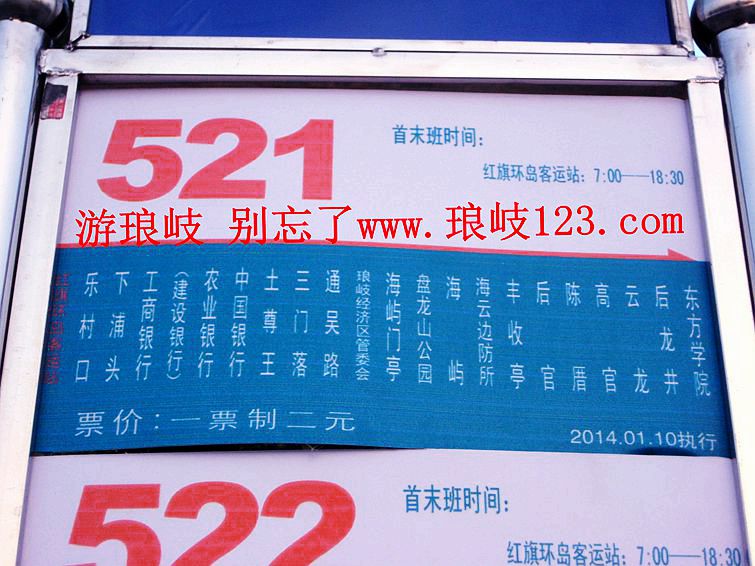 521
首末班时间:
红旗环岛客运站: 7:00——18:30
游琅岐 别忘了www.琅岐123.com
红旗环岛客运站
乐村口
下浦头
工商银行
(建设银行)
农业银行
中国银行
土尊王
三门落
通吴路
琅岐经济区管委会
海屿门亭
盘龙山公园
海屿
海云边防所
丰收亭
后官
陈厝
高官
云龙
后龙井
东方学院
票价:一票制二元
2014.01.10执行
522
首末班时间:
红旗环岛客运站: 7:00——18:30